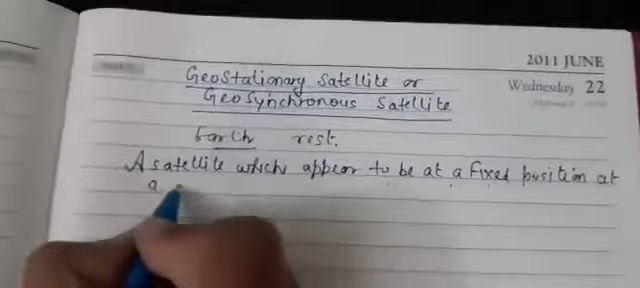 2011 JUNE
Wednesday 22
GeoStationary Satellite or
GeoSynchronous Satellite
Earth rest.
A satellite which appear to be at a fixed position at
a